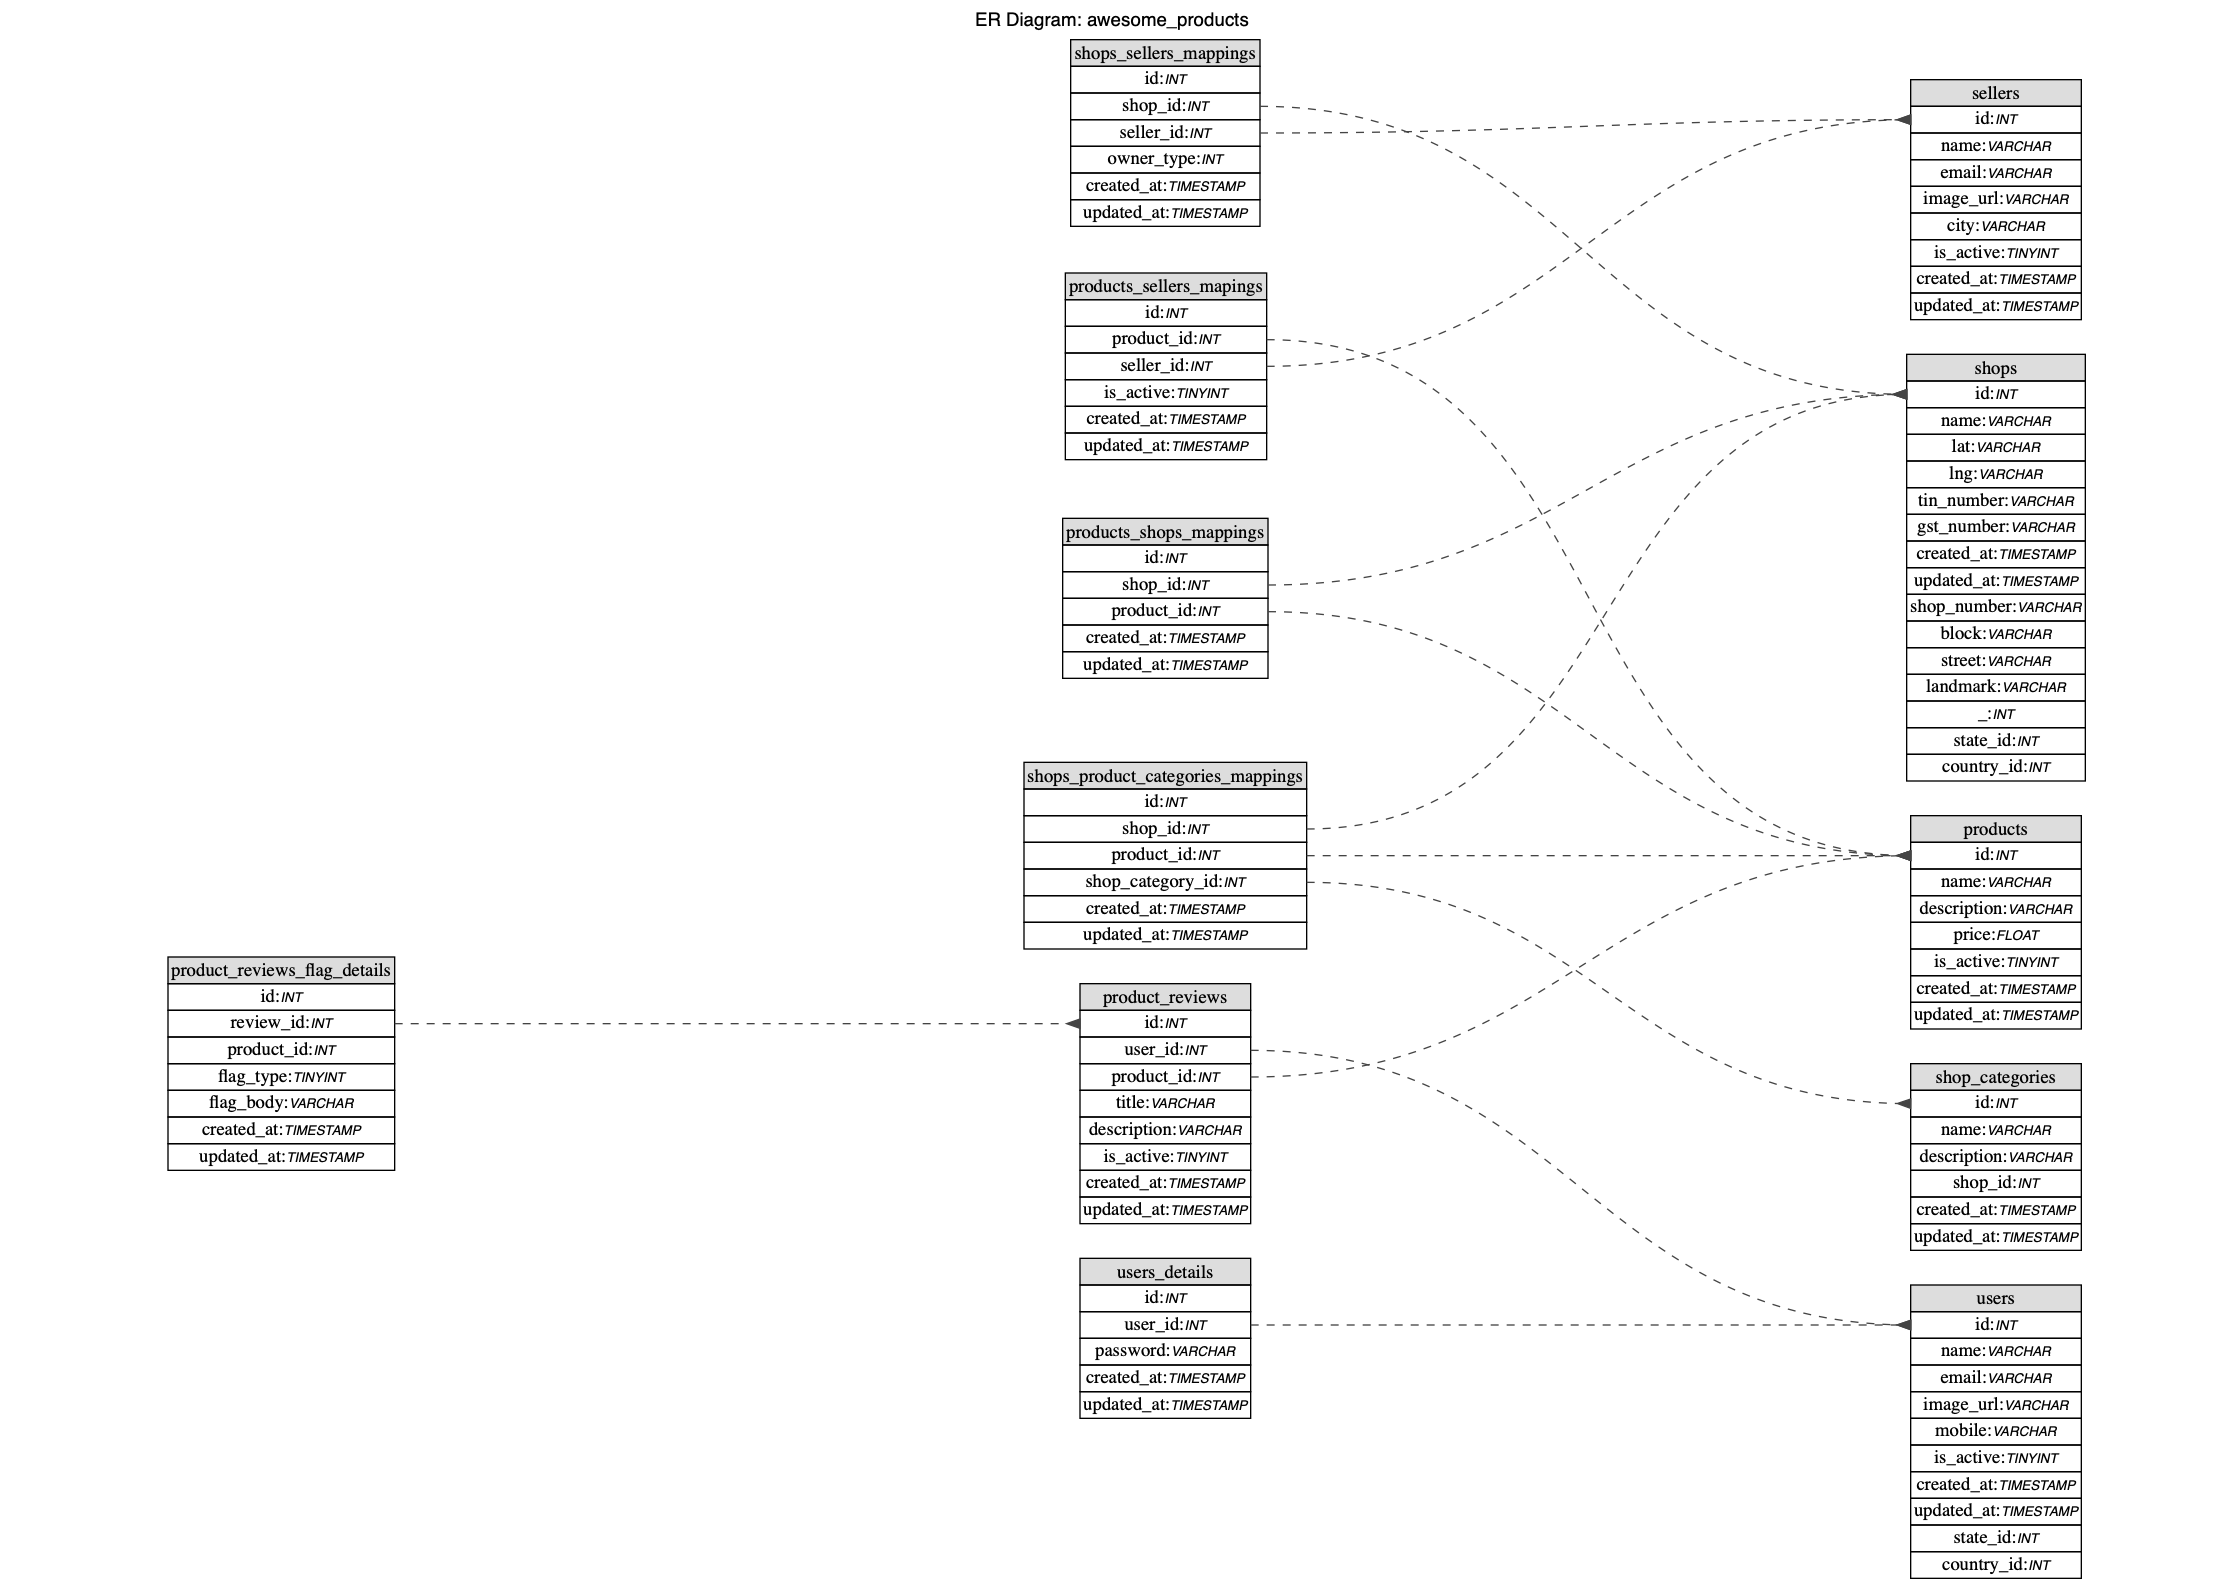 ER Diagram: awesome_products
shops_sellers_mappings
id:INT
shop_id:INT
seller_id:INT
owner_type:INT
created_at:TIMESTAMP
updated_at:TIMESTAMP
products_sellers_mapings
id:INT
product_id:INT
seller_id:INT
is_active:TINYINT
created_at:TIMESTAMP
updated_at:TIMESTAMP
products_shops_mappings
id:INT
shop_id:INT
product_id:INT
created_at:TIMESTAMP
updated_at:TIMESTAMP
shops_product_categories_mappings
id:INT
shop_id:INT
product_id:INT
shop_category_id:INT
created_at:TIMESTAMP
updated_at:TIMESTAMP
product_reviews_flag_details
id:INT
review_id:INT
product_id:INT
flag_type:TINYINT
flag_body:VARCHAR
created_at:TIMESTAMP
updated_at:TIMESTAMP
product_reviews
id:INT
user_id:INT
product_id:INT
title:VARCHAR
description:VARCHAR
is_active:TINYINT
created_at:TIMESTAMP
updated_at:TIMESTAMP
users_details
id:INT
user_id:INT
password:VARCHAR
created_at:TIMESTAMP
updated_at:TIMESTAMP
sellers
id:INT
name:VARCHAR
email:VARCHAR
image_url:VARCHAR
city:VARCHAR
is_active:TINYINT
created_at:TIMESTAMP
updated_at:TIMESTAMP
shops
id:INT
name:VARCHAR
lat:VARCHAR
lng:VARCHAR
tin_number:VARCHAR
gst_number:VARCHAR
created_at:TIMESTAMP
updated_at:TIMESTAMP
shop_number:VARCHAR
block:VARCHAR
street:VARCHAR
landmark:VARCHAR
_:INT
state_id:INT
country_id:INT
products
id:INT
name:VARCHAR
description:VARCHAR
price:FLOAT
is_active:TINYINT
created_at:TIMESTAMP
updated_at:TIMESTAMP
shop_categories
id:INT
name:VARCHAR
description:VARCHAR
shop_id:INT
created_at:TIMESTAMP
updated_at:TIMESTAMP
users
id:INT
name:VARCHAR
email:VARCHAR
image_url:VARCHAR
mobile:VARCHAR
is_active:TINYINT
created_at:TIMESTAMP
updated_at:TIMESTAMP
state_id:INT
country_id:INT